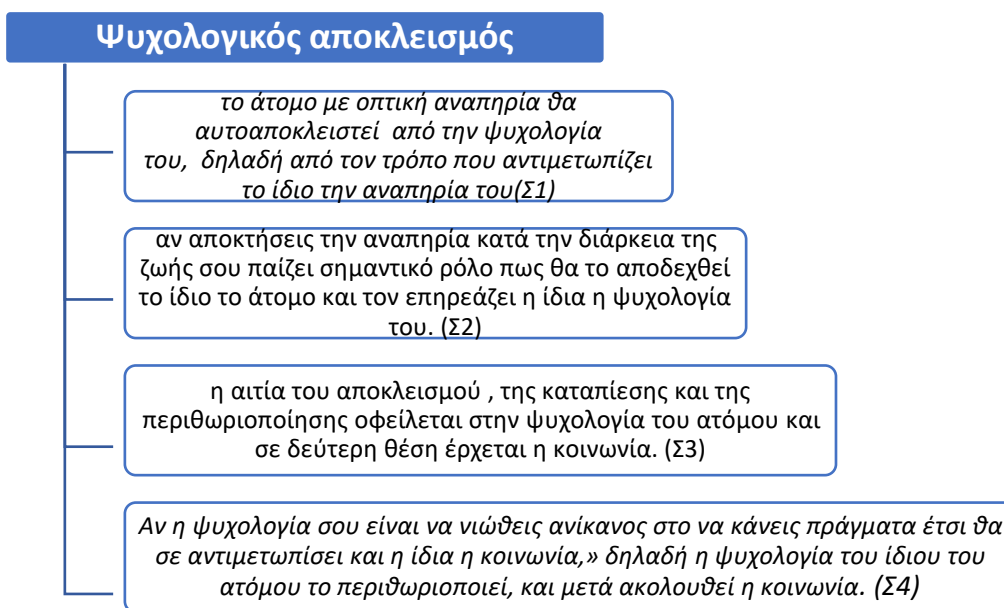 Ψυχολογικός αποκλεισμός
το άτομο με οπτική αναπηρία θα
αυτοαποκλειστεί από την ψυχολογία
του, δηλαδή από τον τρόπο που αντιμετωπίζει
το ίδιο την αναπηρία του(Σ1)
αν αποκτήσεις την αναπηρία κατά την διάρκεια της
ζωής σου παίζει σημαντικό ρόλο πως θα το αποδεχθεί
το ίδιο το άτομο και τον επηρεάζει η ίδια η ψυχολογία
του. (Σ2)
η αιτία του αποκλεισμού , της καταπίεσης και της
περιθωριοποίησης οφείλεται στην ψυχολογία του ατόμου και
σε δεύτερη θέση έρχεται η κοινωνία. (Σ3)
Αν η ψυχολογία σου είναι να νιώθεις ανίκανος στο να κάνεις πράγματα έτσι θα
σε αντιμετωπίσει και η ίδια η κοινωνία,» δηλαδή η ψυχολογία του ίδιου του
ατόμου το περιθωριοποιεί, και μετά ακολουθεί η κοινωνία. (Σ4)